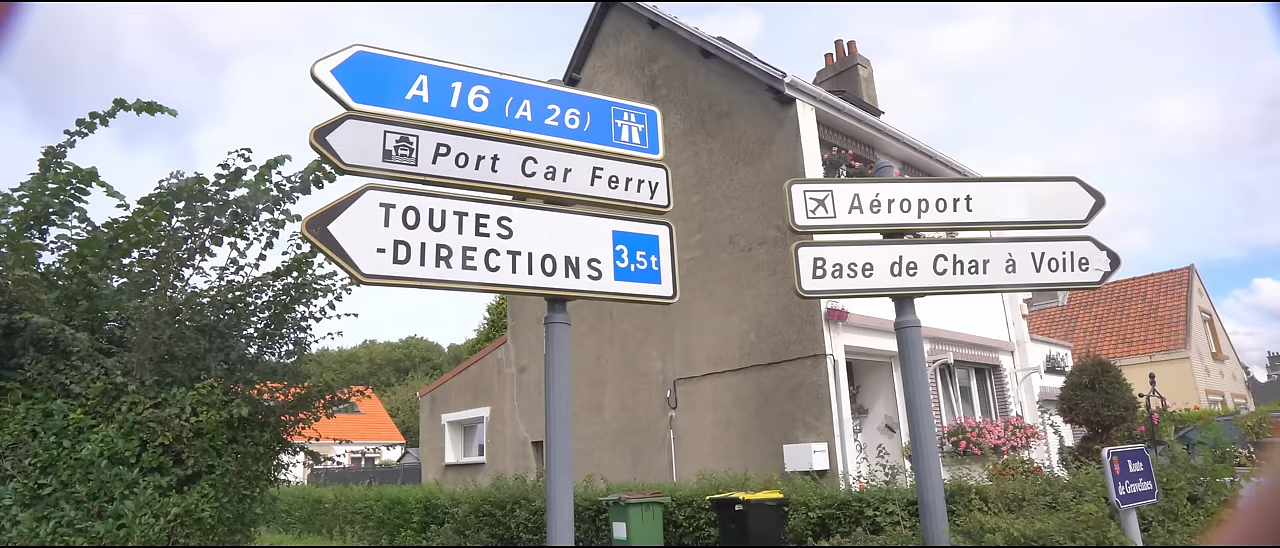 A 16 (A 26)
Port Car Ferry
TOUTES
-DIRECTIONS
3,5t
Aéroport
Base de Char à Voile
Route
de Gravelines